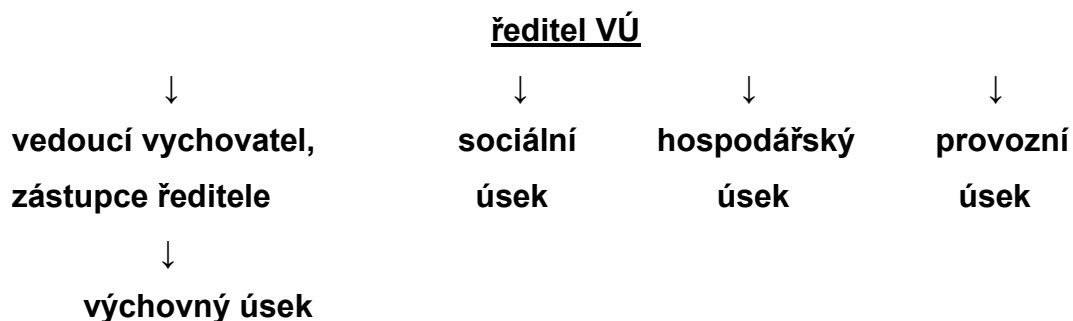 ředitel VÚ
↓ ↓ ↓ ↓
vedoucí vychovatel, sociální hospodářský provozní
zástupce ředitele úsek úsek úsek
↓
výchovný úsek